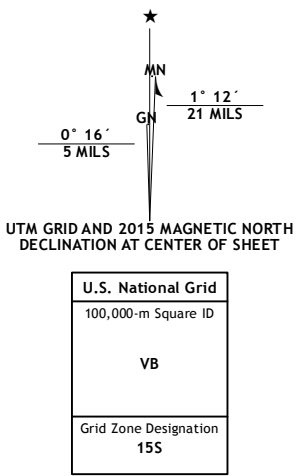 ★
MN
1° 12´
21 MILS
GN
0° 16´
5 MILS
UTM GRID AND 2015 MAGNETIC NORTH
DECLINATION AT CENTER OF SHEET
U.S. National Grid
100,000-m Square ID
VB
Grid Zone Designation
15S